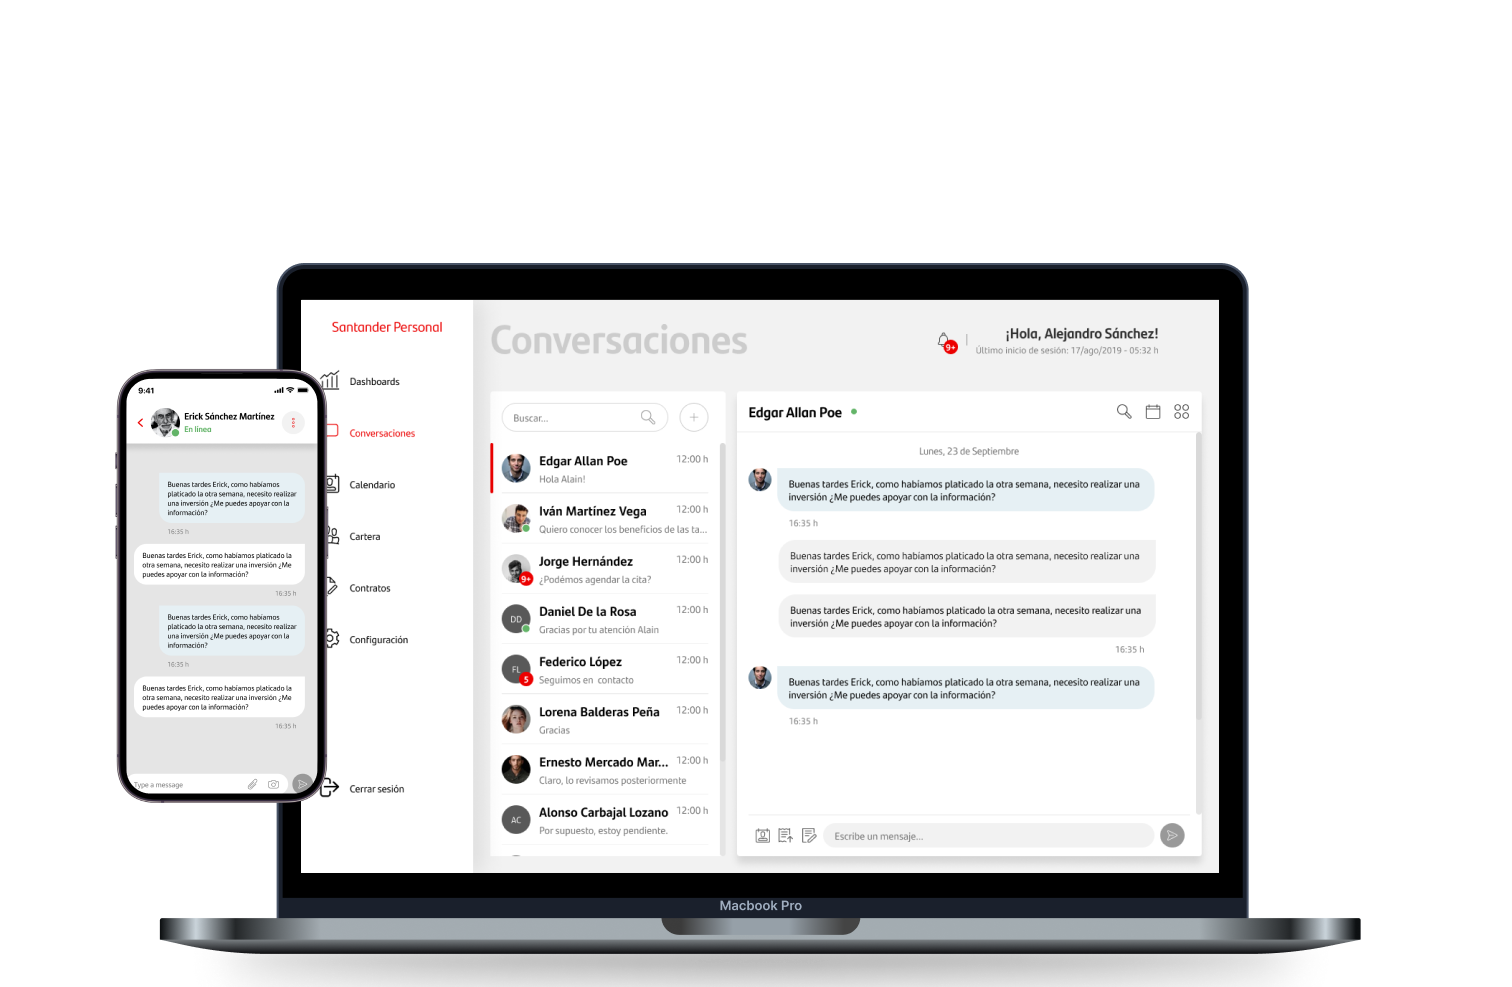 Santander Personal
Dashboards
Conversaciones
Calendario
Cartera
Contratos
Configuración
Cerrar sesión
Conversaciones
9+
¡Hola, Alejandro Sánchez!
Último inicio de sesión: 17/ago/2019 - 05:32 h
Buscar...
Edgar Allan Poe 12:00 h
Hola Alain!
Iván Martínez Vega 12:00 h
Quiero conocer los beneficios de las ta...
Jorge Hernández 12:00 h
9+ ¿Podémos agendar la cita?
DD Daniel De la Rosa 12:00 h
Gracias por tu atención Alain
FL Federico López 12:00 h
5 Seguimos en contacto
Lorena Balderas Peña 12:00 h
Gracias
Ernesto Mercado Mar... 12:00 h
Claro, lo revisamos posteriormente
AC Alonso Carbajal Lozano 12:00 h
Por supuesto, estoy pendiente.
Edgar Allan Poe
Lunes, 23 de Septiembre
Buenas tardes Erick, como habíamos platicado la otra semana, necesito realizar una
inversión ¿Me puedes apoyar con la información?
16:35 h
Buenas tardes Erick, como habíamos platicado la otra semana, necesito realizar una
inversión ¿Me puedes apoyar con la información?
Buenas tardes Erick, como habíamos platicado la otra semana, necesito realizar una
inversión ¿Me puedes apoyar con la información?
16:35 h
Buenas tardes Erick, como habíamos platicado la otra semana, necesito realizar una
inversión ¿Me puedes apoyar con la información?
16:35 h
Escribe un mensaje...
Macbook Pro
9:41
Erick Sánchez Martínez
En línea
Buenas tardes Erick, como habíamos
platicado la otra semana, necesito realizar
una inversión ¿Me puedes apoyar con la
información?
16:35 h
Buenas tardes Erick, como habíamos platicado la
otra semana, necesito realizar una inversión ¿Me
puedes apoyar con la información?
16:35 h
Buenas tardes Erick, como habíamos
platicado la otra semana, necesito realizar
una inversión ¿Me puedes apoyar con la
información?
16:35 h
Buenas tardes Erick, como habíamos platicado la
otra semana, necesito realizar una inversión ¿Me
puedes apoyar con la información?
16:35 h
Type a message